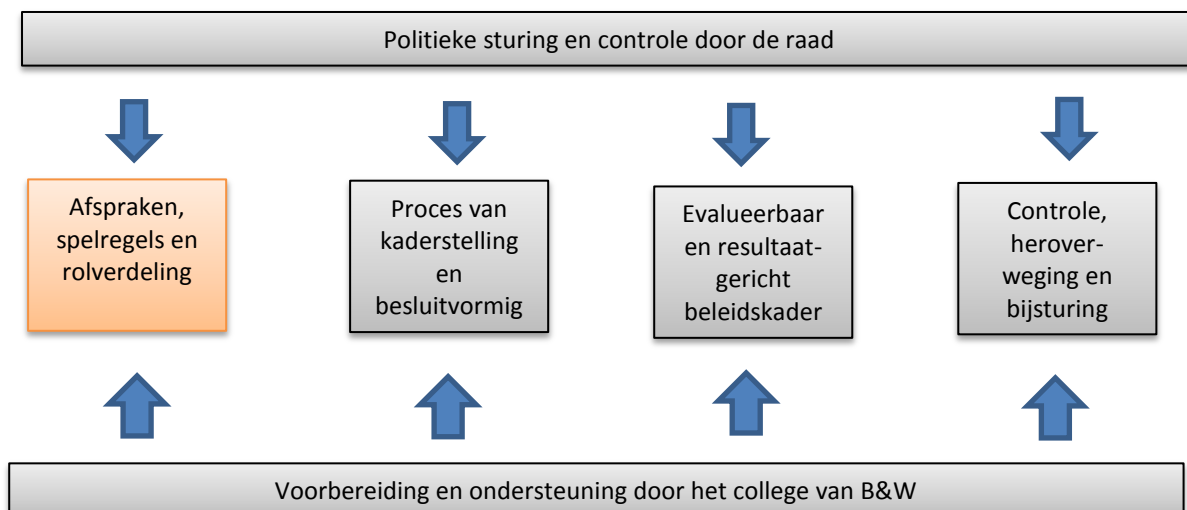 Politieke sturing en controle door de raad
Afspraken,
spelregels en
rolverdeling
Proces van
kaderstelling
en
besluitvormig
Evalueerbaar
en resultaat-
gericht
beleidskader
Controle,
herover-
weging en
bijsturing
Voorbereiding en ondersteuning door het college van B&W